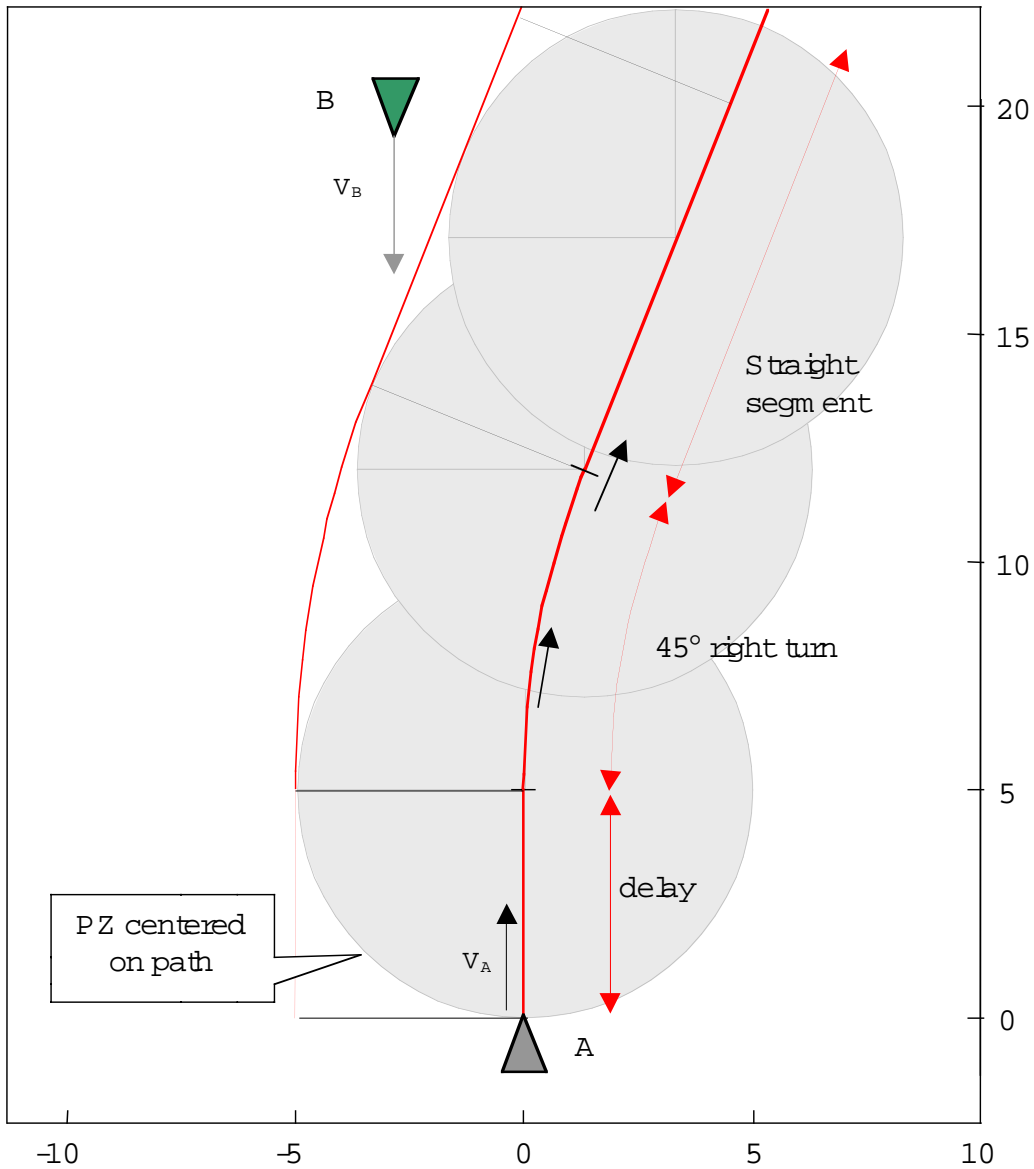 B
20
VB
15
Straight
segment
10
45° right turn
5
delay
PZ centered
on path
VA
0
A
-10
-5
0
5
10